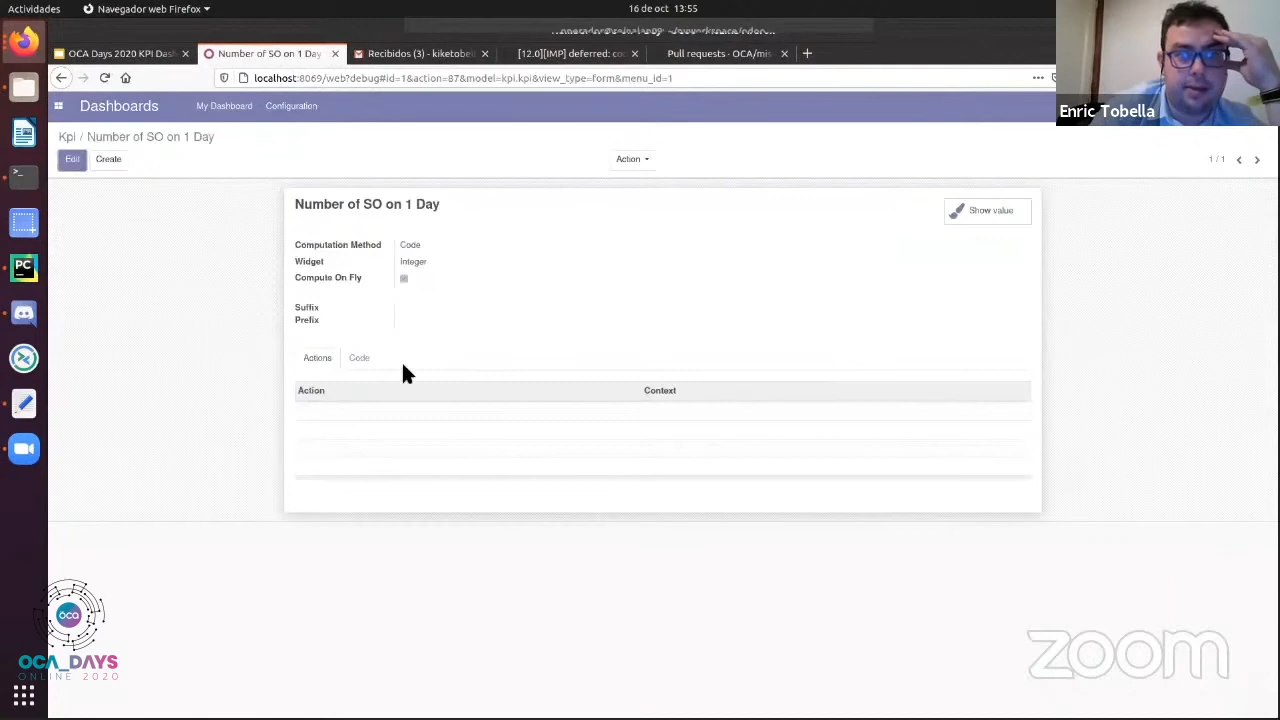 Actividades
Navegador web Firefox
16 de oct 13:55
OCA Days 2020 KPI Dash
Number of SO on 1 Day
Recibidos (3) - kiketobell
[12.0][IMP] deferred: co
Pull requests - OCA/mis
localhost:8069/web?debug#id=1&action=87&model=kpi.kpi&view_type=form&menu_id=1
Dashboards
My Dashboard
Configuration
Enric Tobella
Kpi / Number of SO on 1 Day
Edit
Create
Action
1 / 1
Number of SO on 1 Day
Show value
Computation Method
Code
Widget
Integer
Compute On Fly
Suffix
Prefix
Actions
Code
Action
Context
oca
OCA_DAYS
ONLINE 2020
zoom